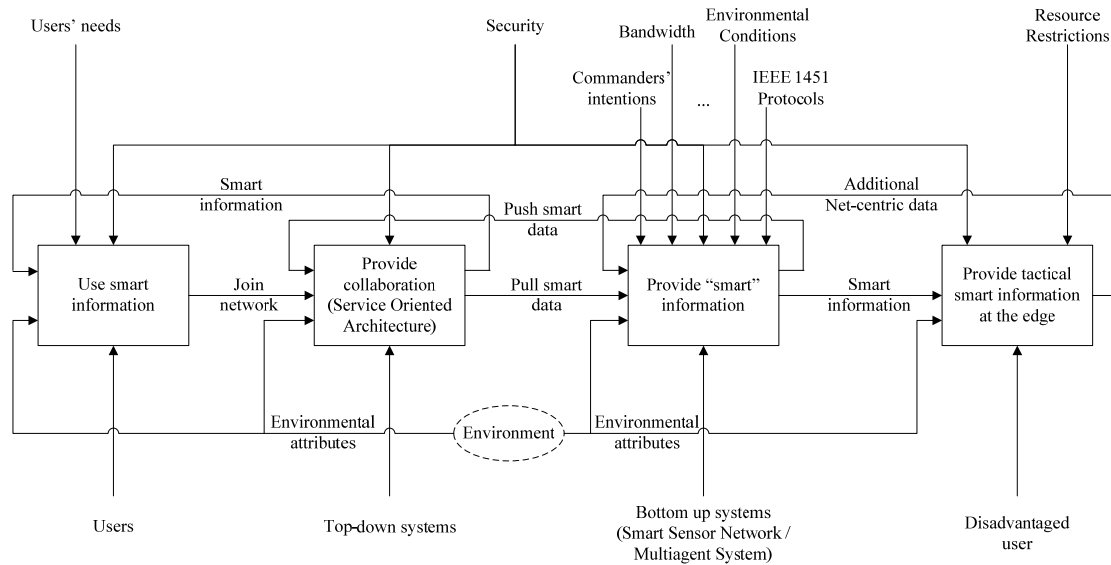 Users' needs
Security
Bandwidth
Environmental
Conditions
Resource
Restrictions
Commanders'
intentions
...
IEEE 1451
Protocols
Smart
information
Push smart
data
Additional
Net-centric data
Use smart
information
Join
network
Provide
collaboration
(Service Oriented
Architecture)
Pull smart
data
Provide “smart”
information
Smart
information
Provide tactical
smart information
at the edge
Environmental
attributes
Environment
Environmental
attributes
Users
Top-down systems
Bottom up systems
(Smart Sensor Network /
Multiagent System)
Disadvantaged
user